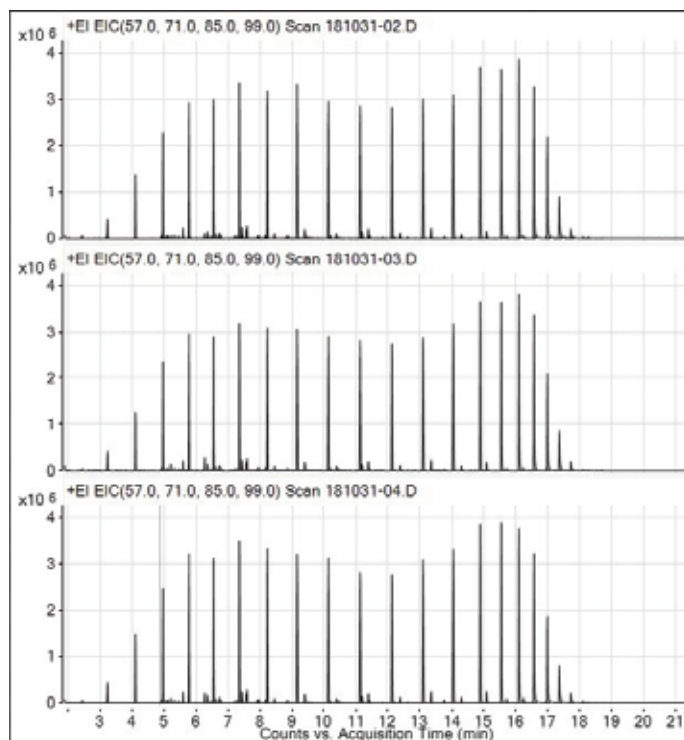 +EI EIC(57.0, 71.0, 85.0, 99.0) Scan 181031-02.D
x10 6
4
3
2
1
0
+EI EIC(57.0, 71.0, 85.0, 99.0) Scan 181031-03.D
x10 6
4
3
2
1
0
+EI EIC(57.0, 71.0, 85.0, 99.0) Scan 181031-04.D
x10 6
4
3
2
1
0
3 4 5 6 7 8 9 10 11 12 13 14 15 16 17 18 19 20 21
Counts vs. Acquisition Time (min)